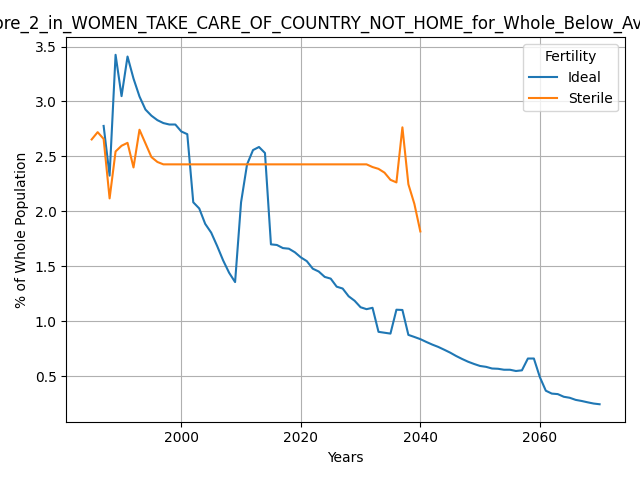 ore_2_in_WOMEN_TAKE_CARE_OF_COUNTRY_NOT_HOME_for_Whole_Below_Av
Fertility
Ideal
Sterile
3.5
3.0
2.5
2.0
1.5
1.0
0.5
% of Whole Population
2000
2020
2040
2060
Years